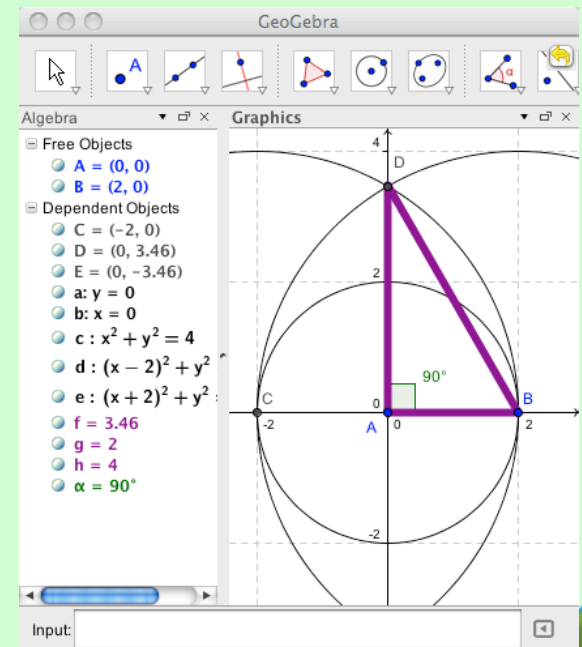 GeoGebra
A
α
Algebra
Graphics
Free Objects
A = (0, 0)
B = (2, 0)
Dependent Objects
C = (−2, 0)
D = (0, 3.46)
E = (0, −3.46)
a: y = 0
b: x = 0
c : x² + y² = 4
d : (x − 2)² + y²
e : (x + 2)² + y²
f = 3.46
g = 2
h = 4
α = 90°
4
D
2
90°
C
0
B
-2
A
0
2
-2
Input: